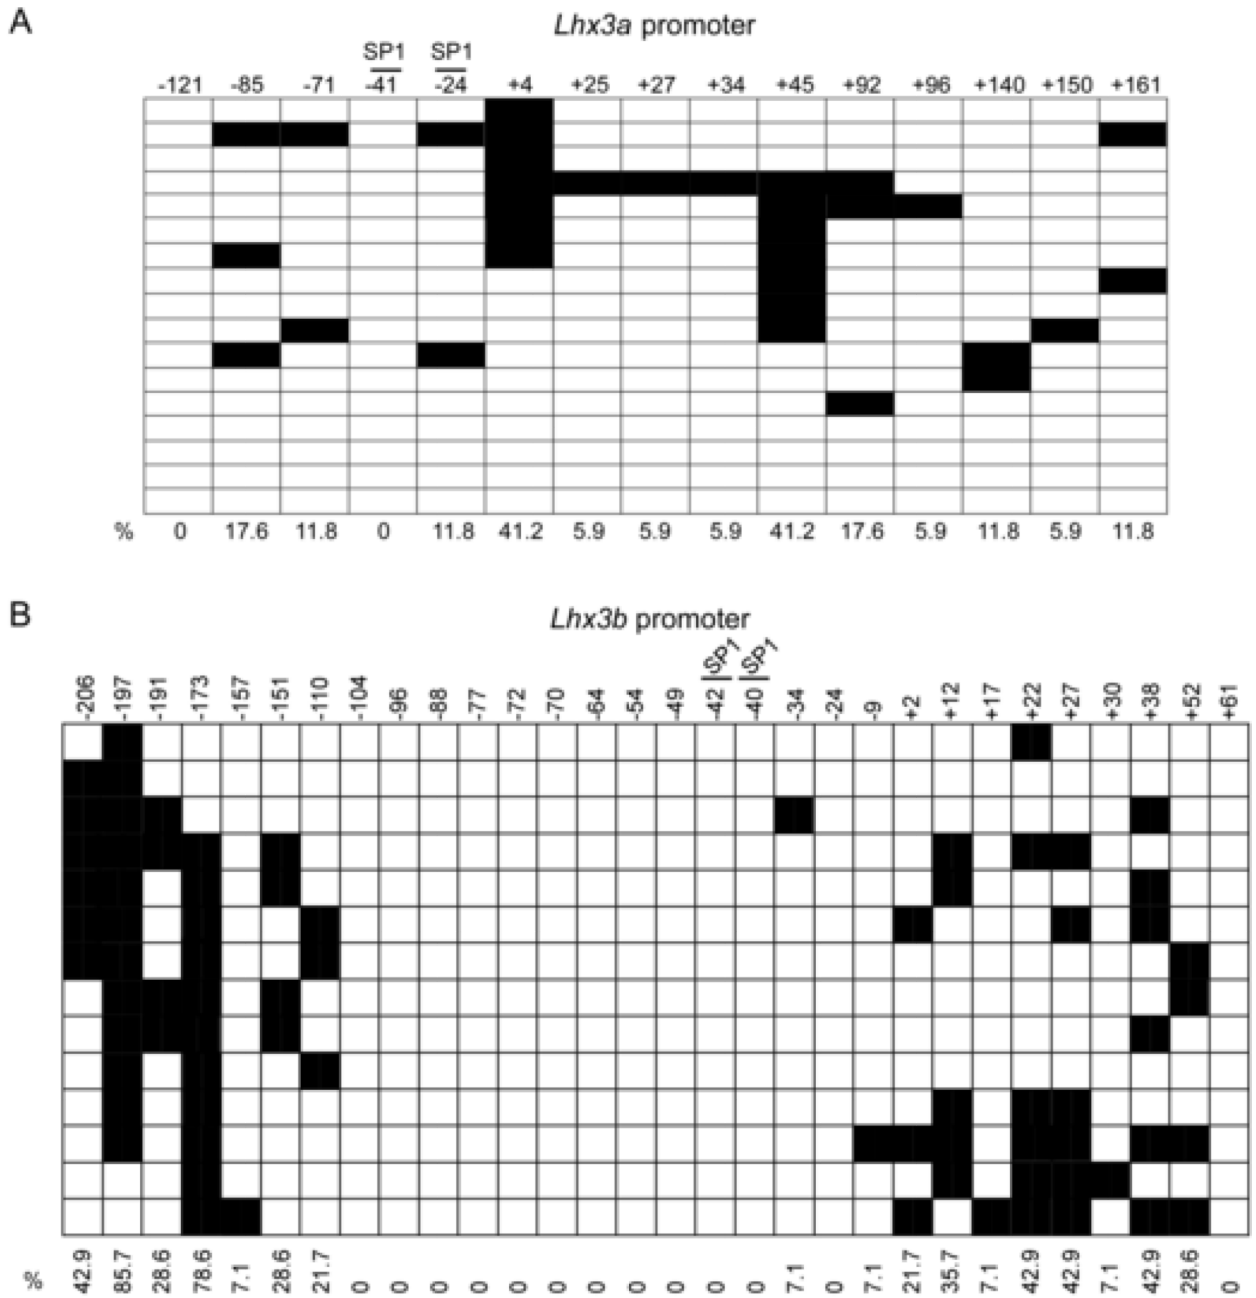 A
Lhx3a promoter
SP1 SP1
-121 -85 -71 -41 -24 +4 +25 +27 +34 +45 +92 +96 +140 +150 +161
% 0 17.6 11.8 0 11.8 41.2 5.9 5.9 5.9 41.2 17.6 5.9 11.8 5.9 11.8
B
Lhx3b promoter
SP1 SP1
-206 -197 -191 -173 -157 -151 -110 -104 -96 -88 -77 -72 -70 -64 -54 -49 -42 -40 -34 -24 -9 +2 +12 +17 +22 +27 +30 +38 +52 +61
% 42.9 85.7 28.6 78.6 7.1 28.6 21.7 0 0 0 0 0 0 0 0 0 0 0 7.1 0 7.1 21.7 35.7 7.1 42.9 42.9 7.1 42.9 28.6 0